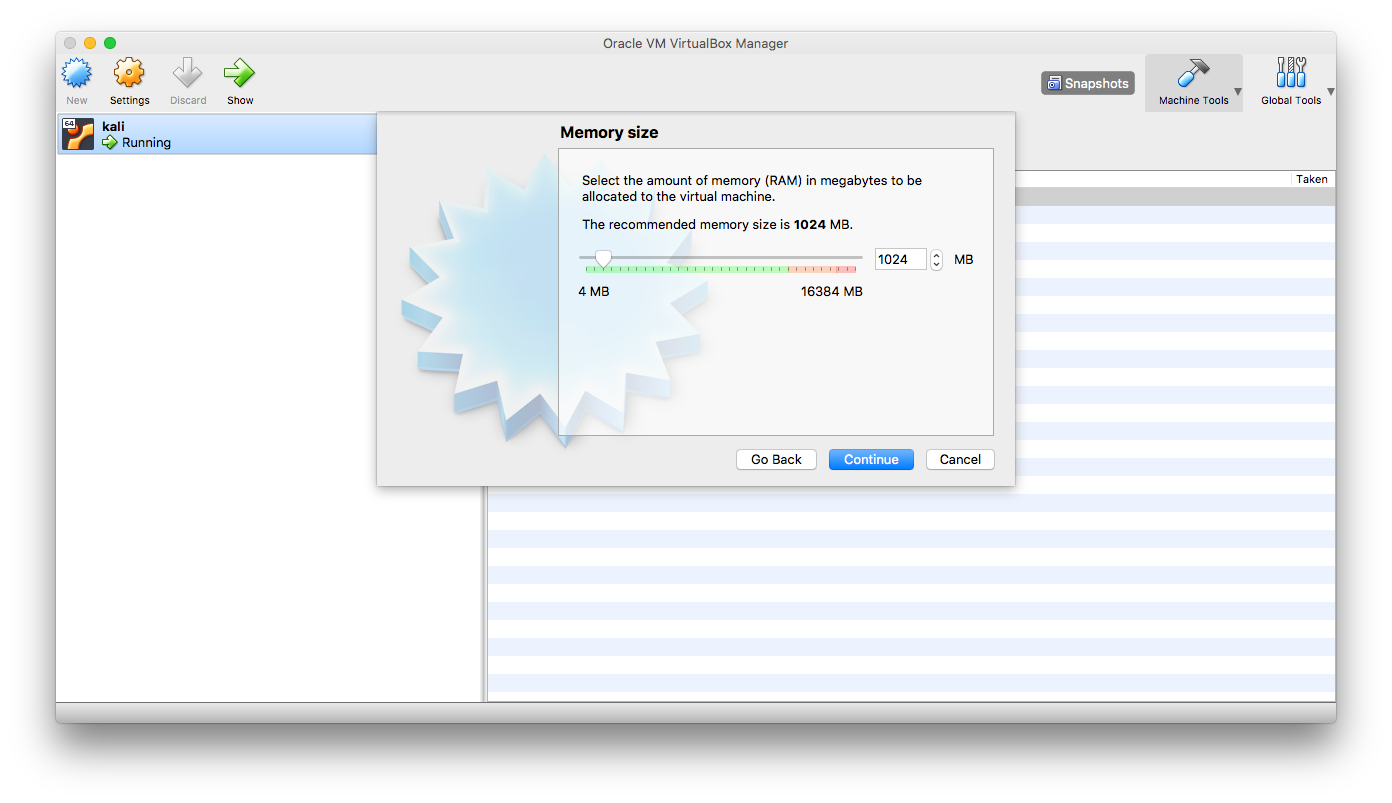 Oracle VM VirtualBox Manager
New
Settings
Discard
Show
Snapshots
Machine Tools
Global Tools
64
kali
Running
Taken
Memory size
Select the amount of memory (RAM) in megabytes to be
allocated to the virtual machine.
The recommended memory size is 1024 MB.
1024 MB
4 MB 16384 MB
Go Back Continue Cancel